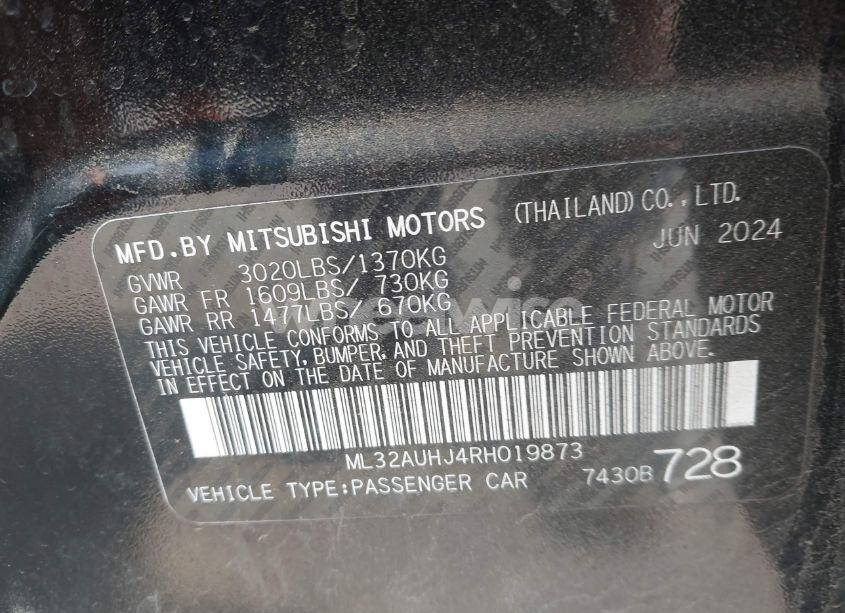 MFD.BY MITSUBISHI MOTORS (THAILAND) CO.,LTD.
JUN 2024
GVWR 3020LBS/1370KG
GAWR FR 1609LBS/ 730KG
GAWR RR 1477LBS/ 670KG
THIS VEHICLE CONFORMS TO ALL APPLICABLE FEDERAL MOTOR
VEHICLE SAFETY, BUMPER, AND THEFT PREVENTION STANDARDS
IN EFFECT ON THE DATE OF MANUFACTURE SHOWN ABOVE.
ML32AUHJ4RH019873
VEHICLE TYPE:PASSENGER CAR 7430B 728